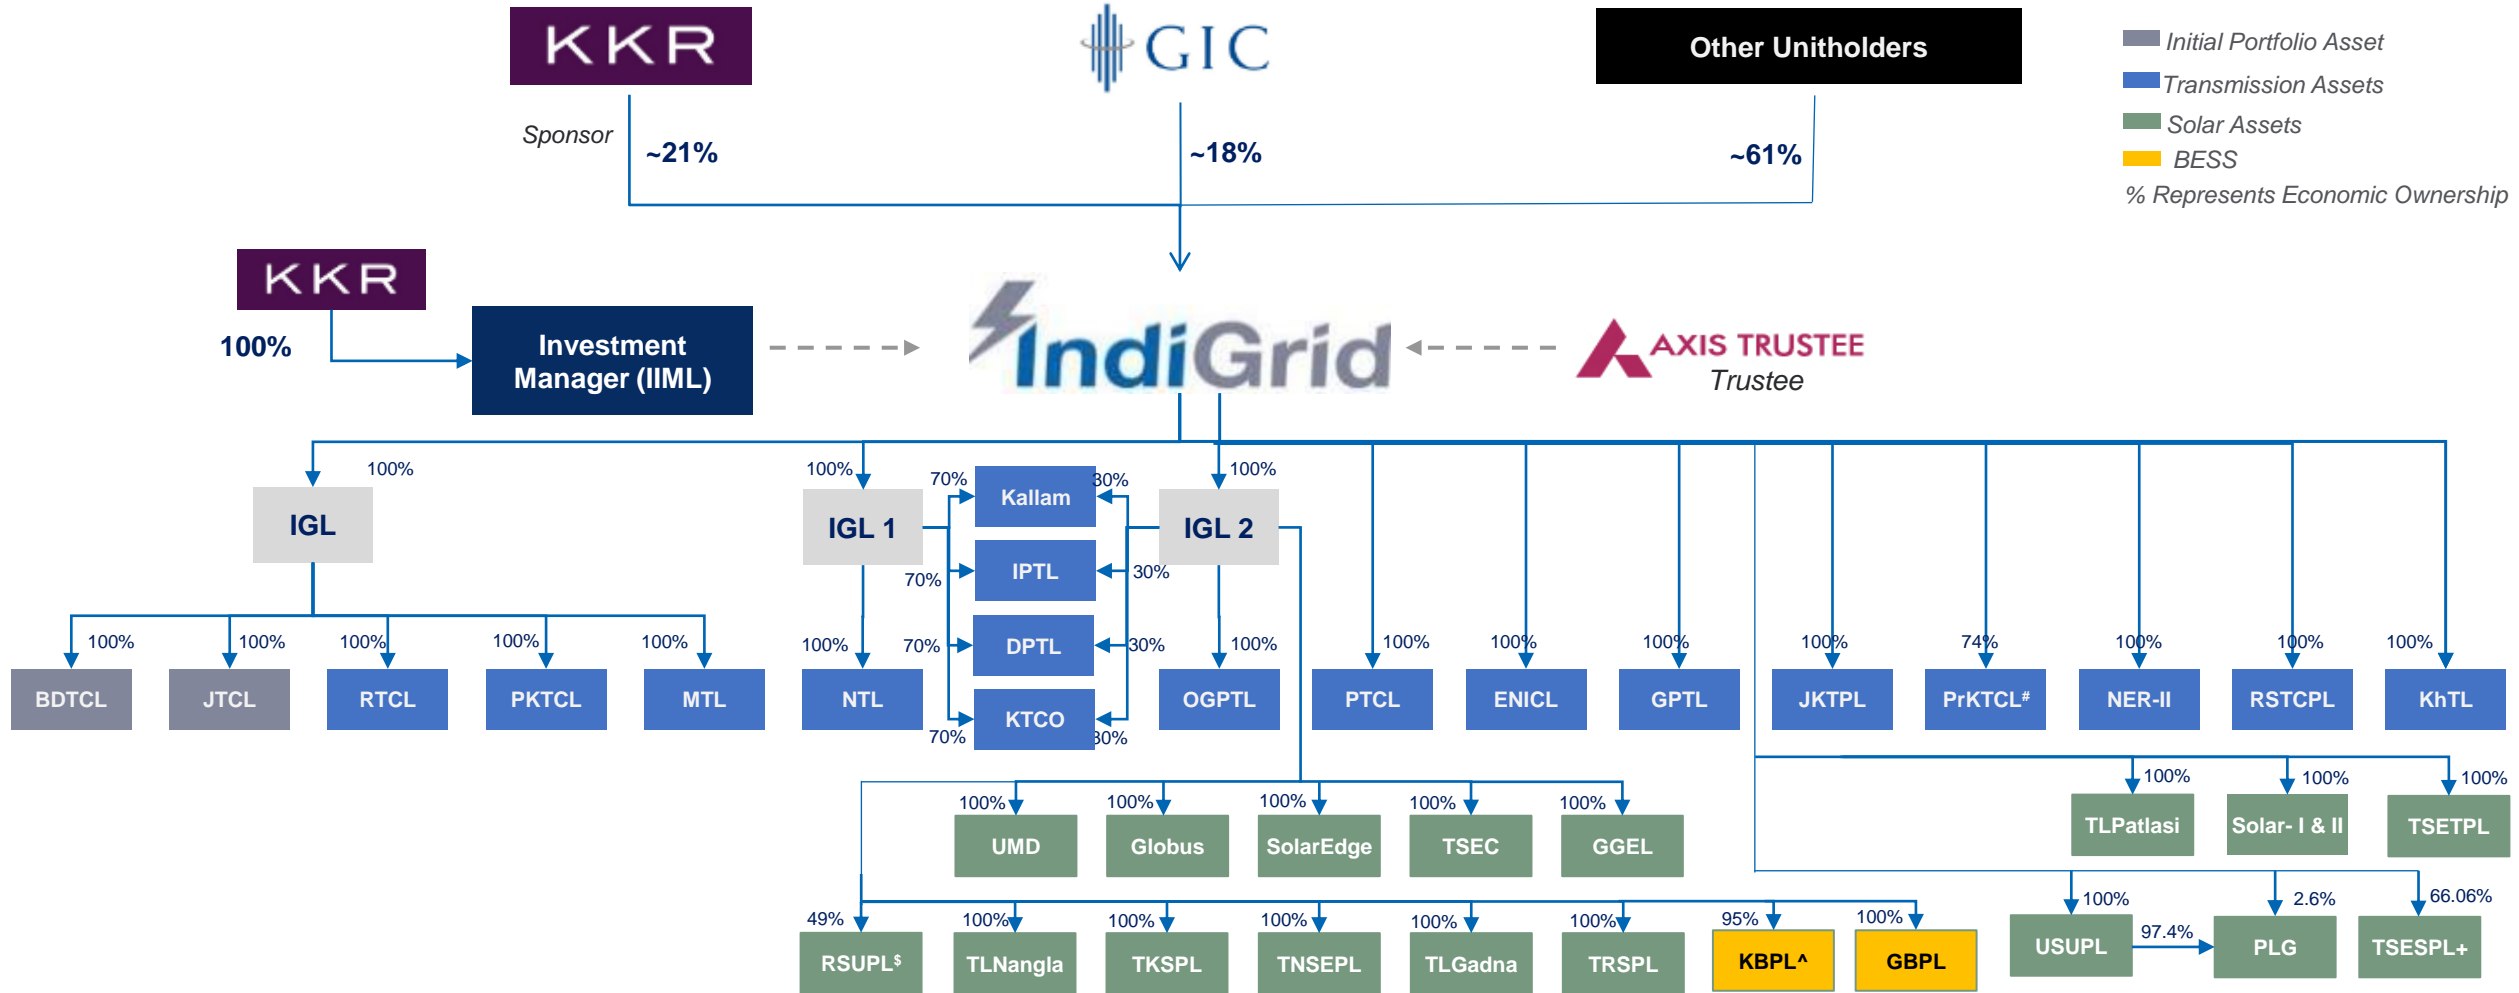 KKR
GIC
Other Unitholders
Initial Portfolio Asset
Transmission Assets
Solar Assets
BESS
% Represents Economic Ownership
Sponsor
~21%
~18%
~61%
KKR
100%
Investment
Manager (IIML)
IndiGrid
AXIS TRUSTEE
Trustee
100%
100%
70%
30%
100%
IGL
IGL 1
Kallam
IGL 2
IPTL
70%
30%
DPTL
70%
30%
KTCO
70%
30%
100%
100%
100%
100%
100%
100%
100%
100%
100%
100%
100%
74%
100%
100%
100%
BDTCL
JTCL
RTCL
PKTCL
MTL
NTL
OGPTL
PTCL
ENICL
GPTL
JKTPL
PrKTCL#
NER-II
RSTCPL
KhTL
100%
100%
100%
TLPatlasi
Solar- I & II
TSETPL
100%
100%
100%
100%
100%
UMD
Globus
SolarEdge
TSEC
GGEL
49%
100%
100%
100%
100%
100%
95%
100%
100%
2.6%
66.06%
RSUPL$
TLNangla
TKSPL
TNSEPL
TLGadna
TRSPL
KBPL^
GBPL
USUPL
97.4%
PLG
TSESPL+